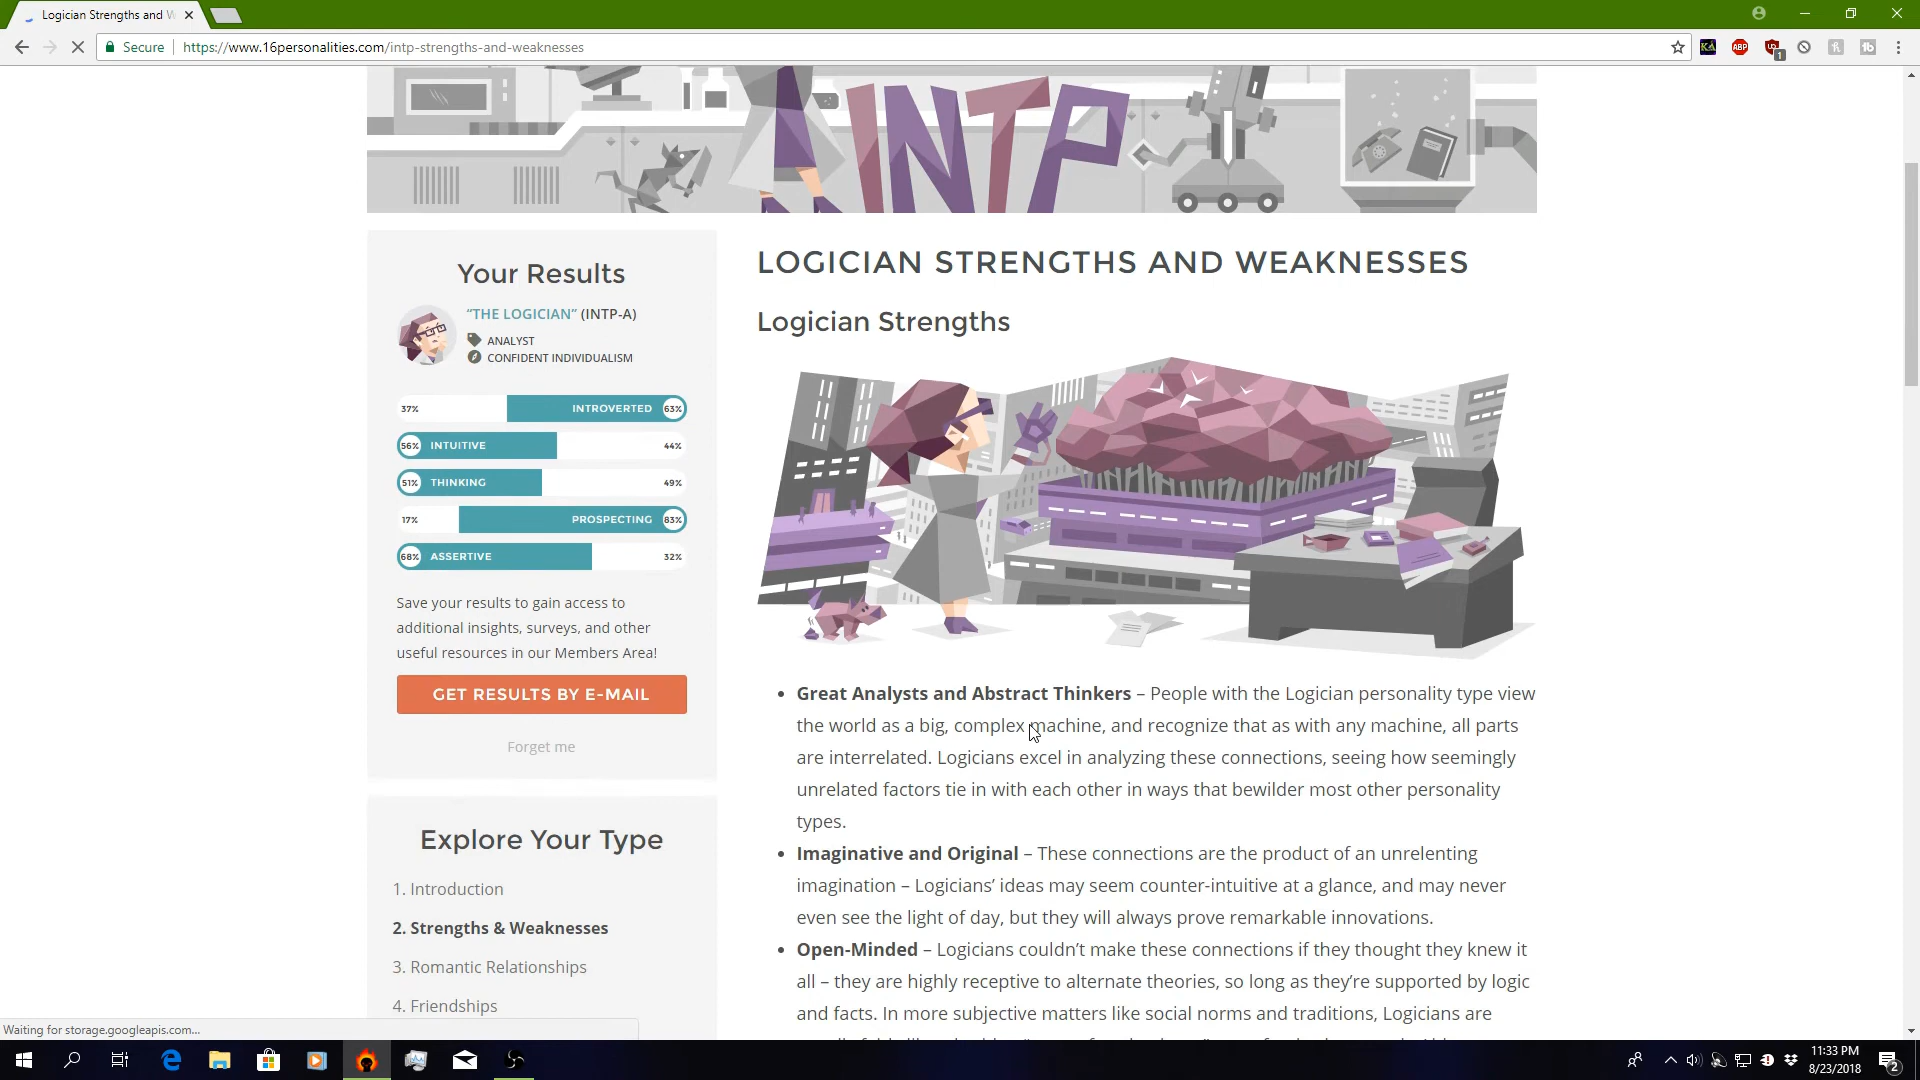 Logician Strengths and W
Secure
https://www.16personalities.com/intp-strengths-and-weaknesses
INTP
Your Results
"THE LOGICIAN" (INTP-A)
ANALYST
CONFIDENT INDIVIDUALISM
37% INTROVERTED 63%
56% INTUITIVE 44%
51% THINKING 49%
17% PROSPECTING 83%
68% ASSERTIVE 32%
Save your results to gain access to
additional insights, surveys, and other
useful resources in our Members Area!
GET RESULTS BY E-MAIL
Forget me
Explore Your Type
1. Introduction
2. Strengths & Weaknesses
3. Romantic Relationships
4. Friendships
LOGICIAN STRENGTHS AND WEAKNESSES
Logician Strengths
• Great Analysts and Abstract Thinkers – People with the Logician personality type view
the world as a big, complex machine, and recognize that as with any machine, all parts
are interrelated. Logicians excel in analyzing these connections, seeing how seemingly
unrelated factors tie in with each other in ways that bewilder most other personality
types.
• Imaginative and Original – These connections are the product of an unrelenting
imagination – Logicians’ ideas may seem counter-intuitive at a glance, and may never
even see the light of day, but they will always prove remarkable innovations.
• Open-Minded – Logicians couldn’t make these connections if they thought they knew it
all – they are highly receptive to alternate theories, so long as they’re supported by logic
and facts. In more subjective matters like social norms and traditions, Logicians are
Waiting for storage.googleapis.com...
11:33 PM
8/23/2018
2